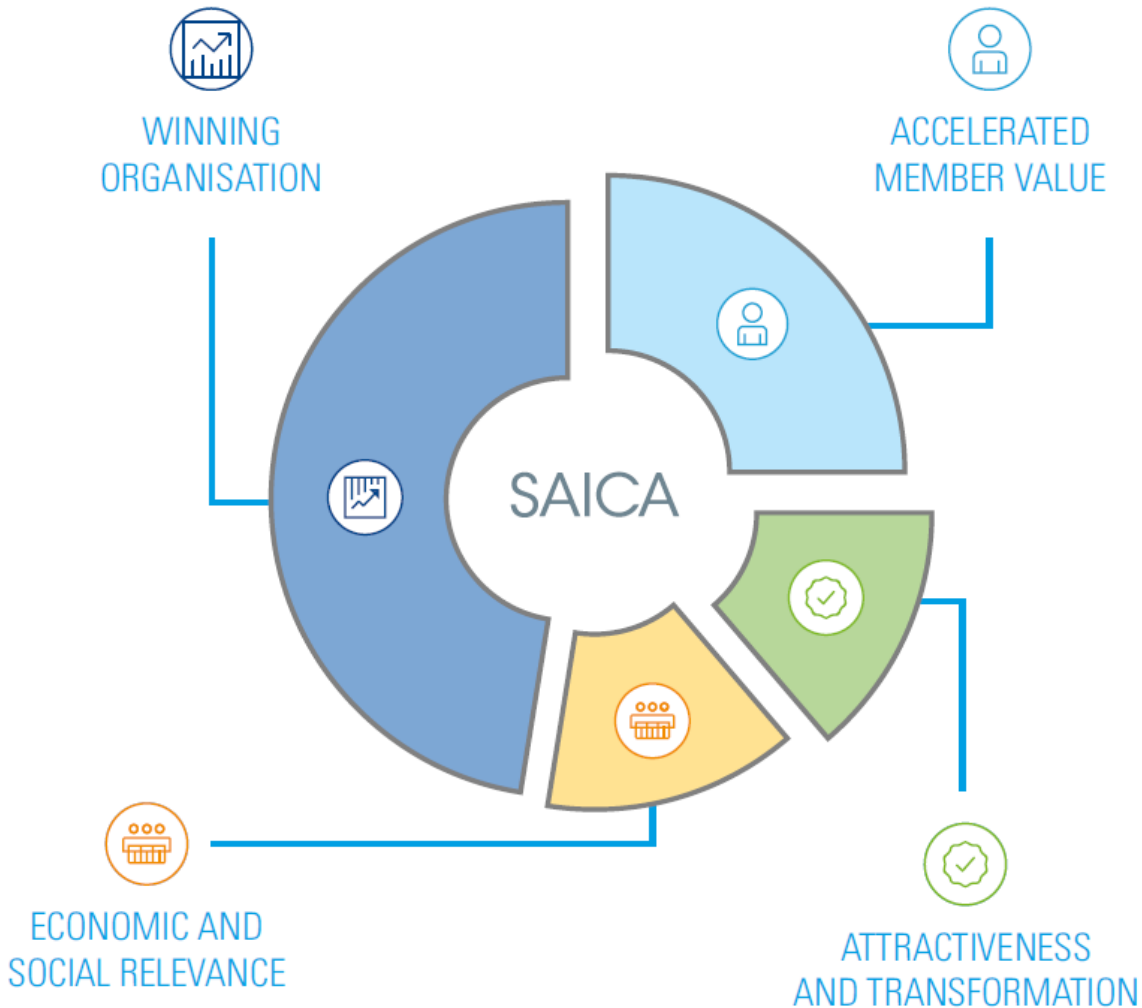 WINNING
ORGANISATION
ACCELERATED
MEMBER VALUE
SAICA
ECONOMIC AND
SOCIAL RELEVANCE
ATTRACTIVENESS
AND TRANSFORMATION